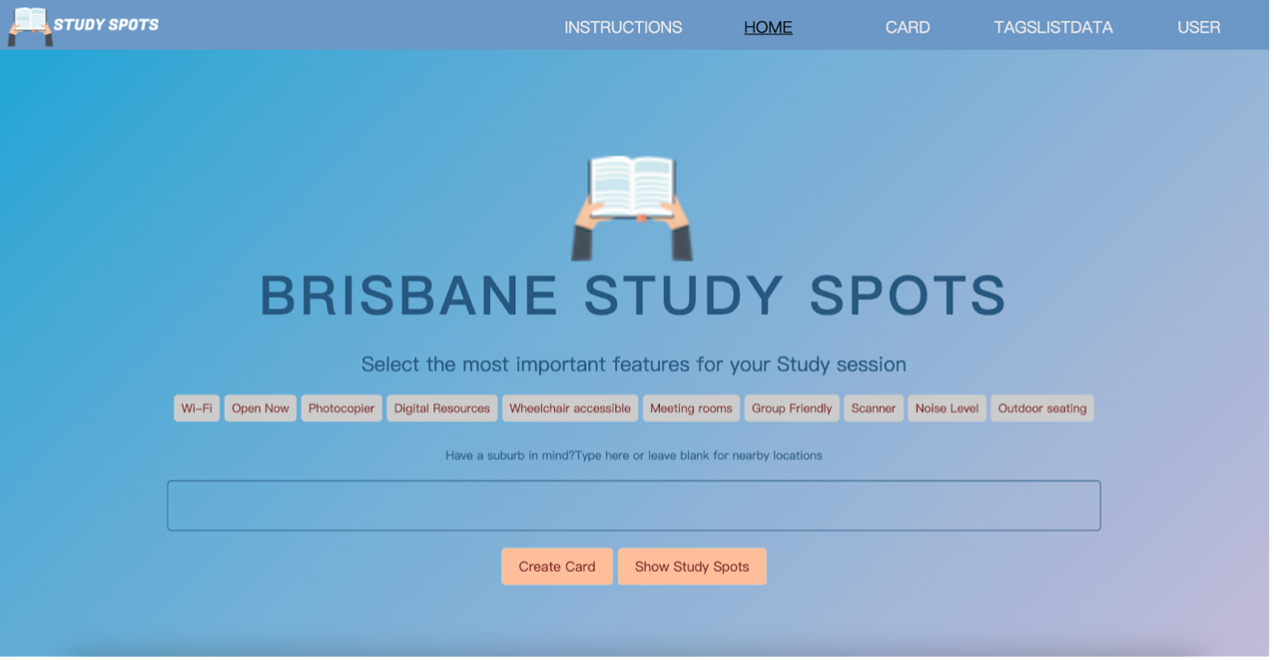 STUDY SPOTS INSTRUCTIONS HOME CARD TAGSLISTDATA USER
BRISBANE STUDY SPOTS
Select the most important features for your Study session
Wi-Fi Open Now Photocopier Digital Resources Wheelchair accessible Meeting rooms Group Friendly Scanner Noise Level Outdoor seating
Have a suburb in mind?Type here or leave blank for nearby locations
Create Card Show Study Spots